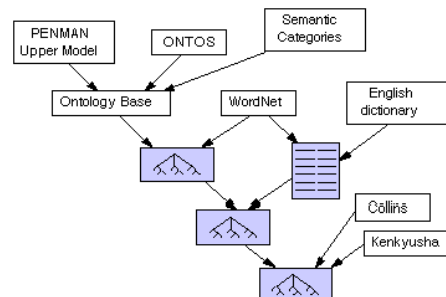 PENMAN
Upper Model
ONTOS
Semantic
Categories
Ontology Base
WordNet
English
dictionary
Collins
Kenkyusha